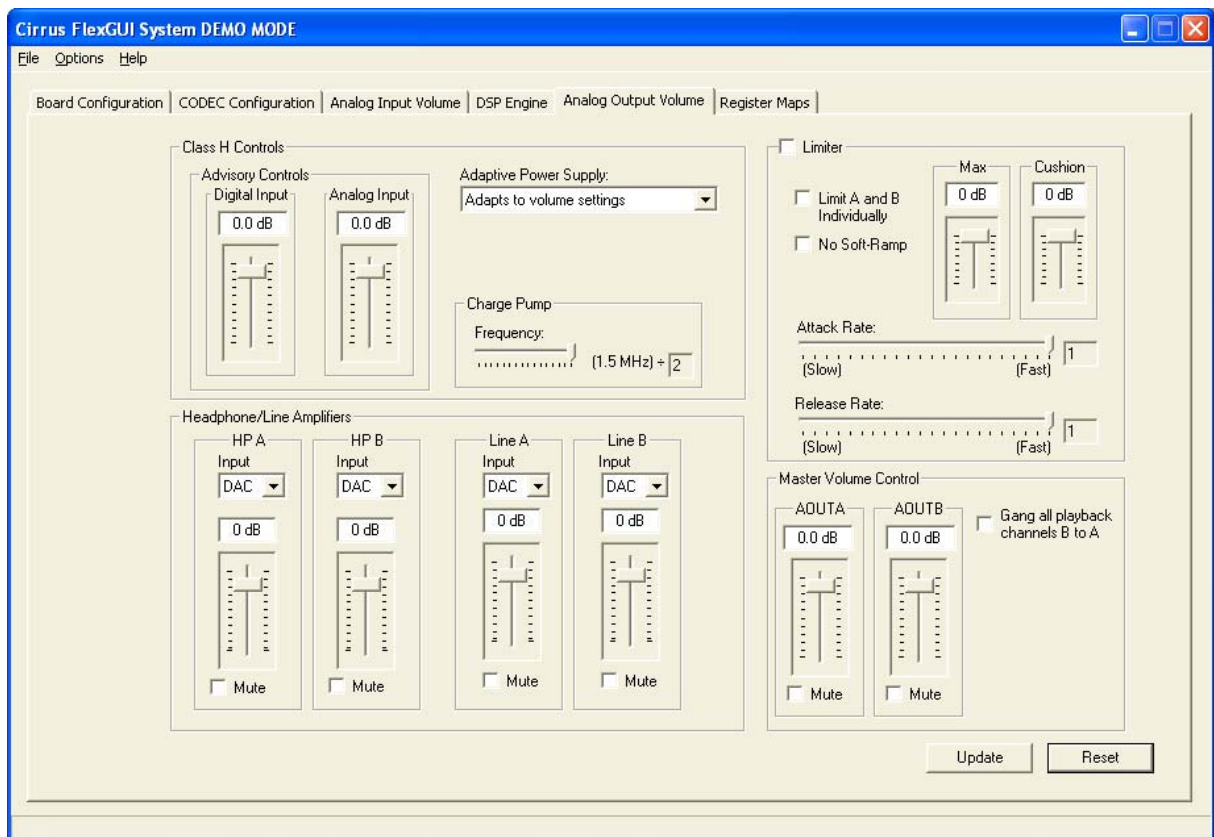 Cirrus FlexGUI System DEMO MODE
File Options Help
Board Configuration CODEC Configuration Analog Input Volume DSP Engine Analog Output Volume Register Maps
Class H Controls
Advisory Controls
Digital Input
0.0 dB
Analog Input
0.0 dB
Adaptive Power Supply:
Adapts to volume settings
Charge Pump
Frequency:
(1.5 MHz) ÷ 2
Headphone/Line Amplifiers
HP A
Input
DAC
0 dB
Mute
HP B
Input
DAC
0 dB
Mute
Line A
Input
DAC
0 dB
Mute
Line B
Input
DAC
0 dB
Mute
Limiter
Limit A and B
Individually
No Soft-Ramp
Max
0 dB
Cushion
0 dB
Attack Rate:
1
(Slow) (Fast)
Release Rate:
1
(Slow) (Fast)
Master Volume Control
AOUTA
0.0 dB
Mute
AOUTB
0.0 dB
Mute
Gang all playback
channels B to A
Update
Reset